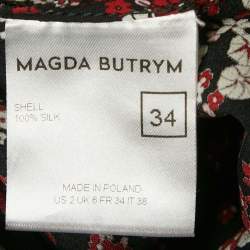 MAGDA BUTRYM
SHELL
100% SILK
34
MADE IN POLAND
US 2 UK 6 FR 34 IT 38